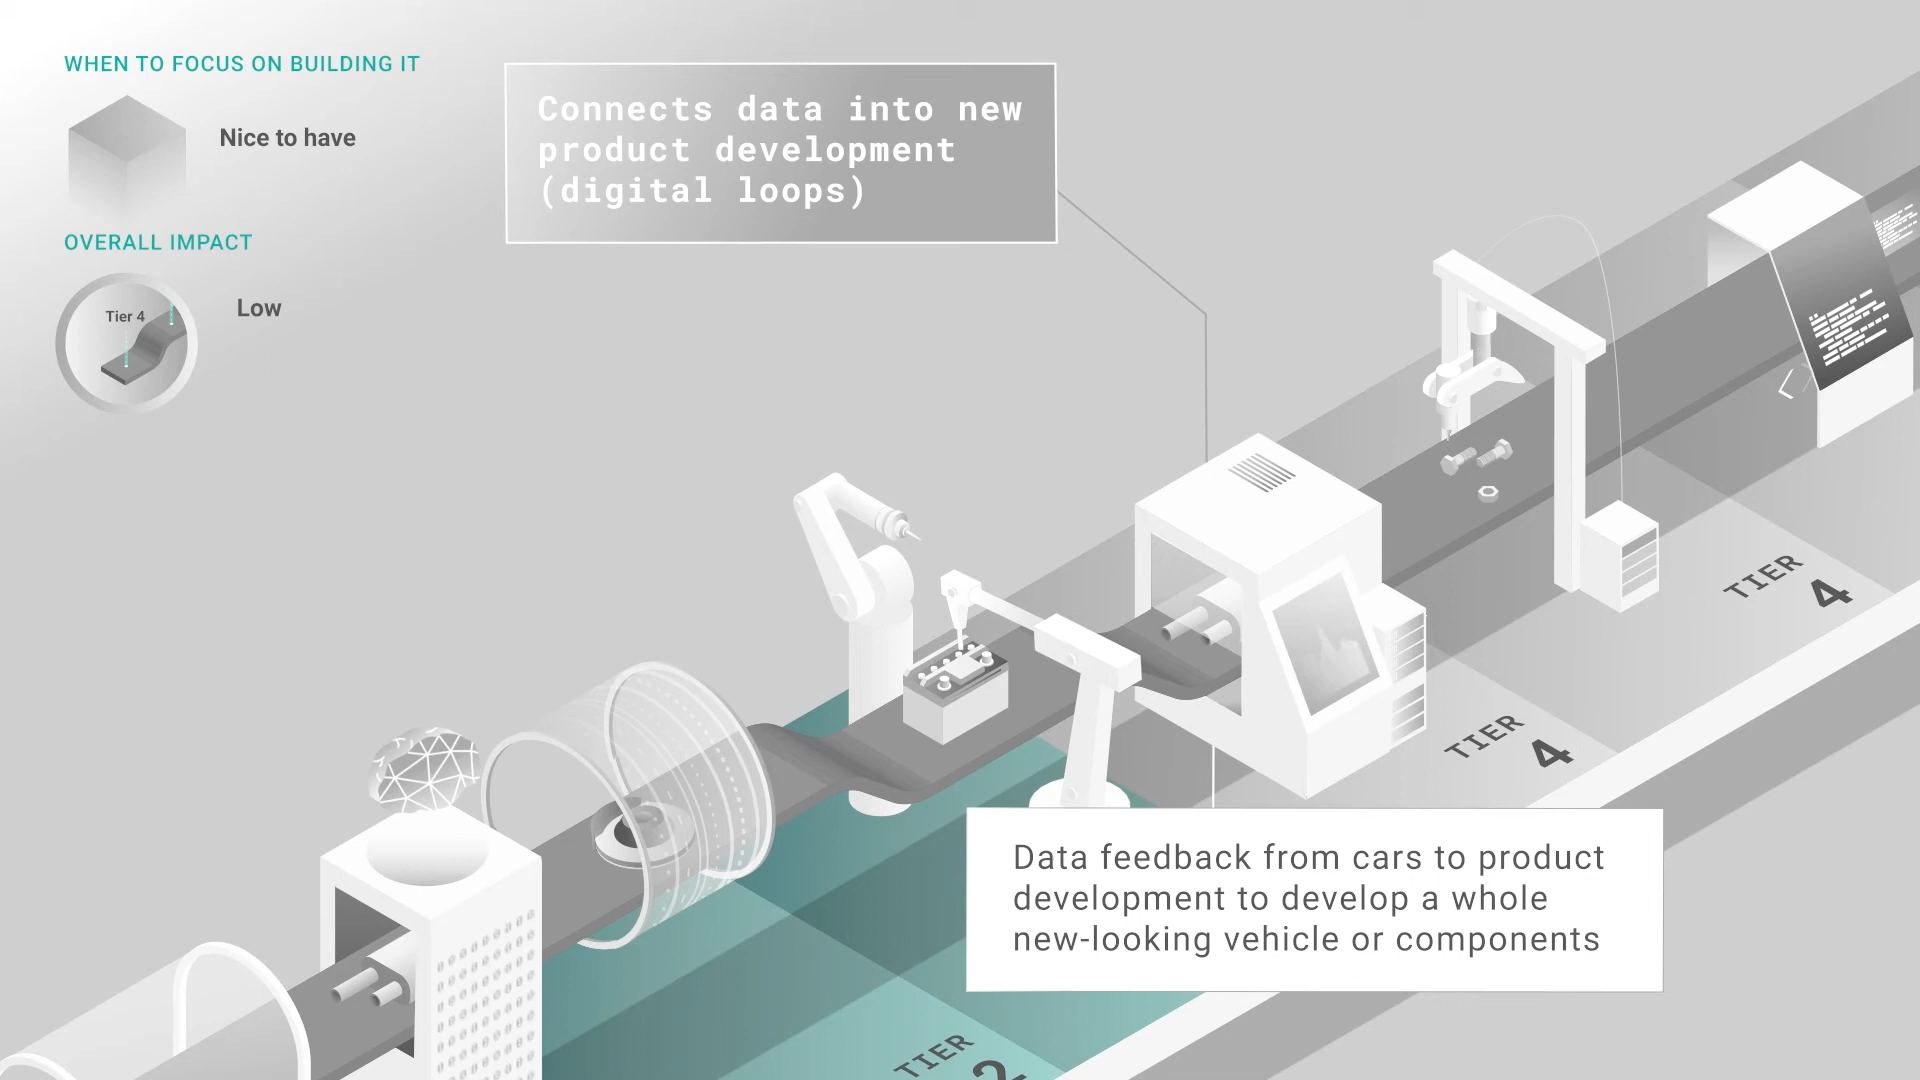 WHEN TO FOCUS ON BUILDING IT
Nice to have
OVERALL IMPACT
Tier 4
Low
Connects data into new
product development
(digital loops)
TIER
4
TIER
4
Data feedback from cars to product
development to develop a whole
new-looking vehicle or components
TIER
2